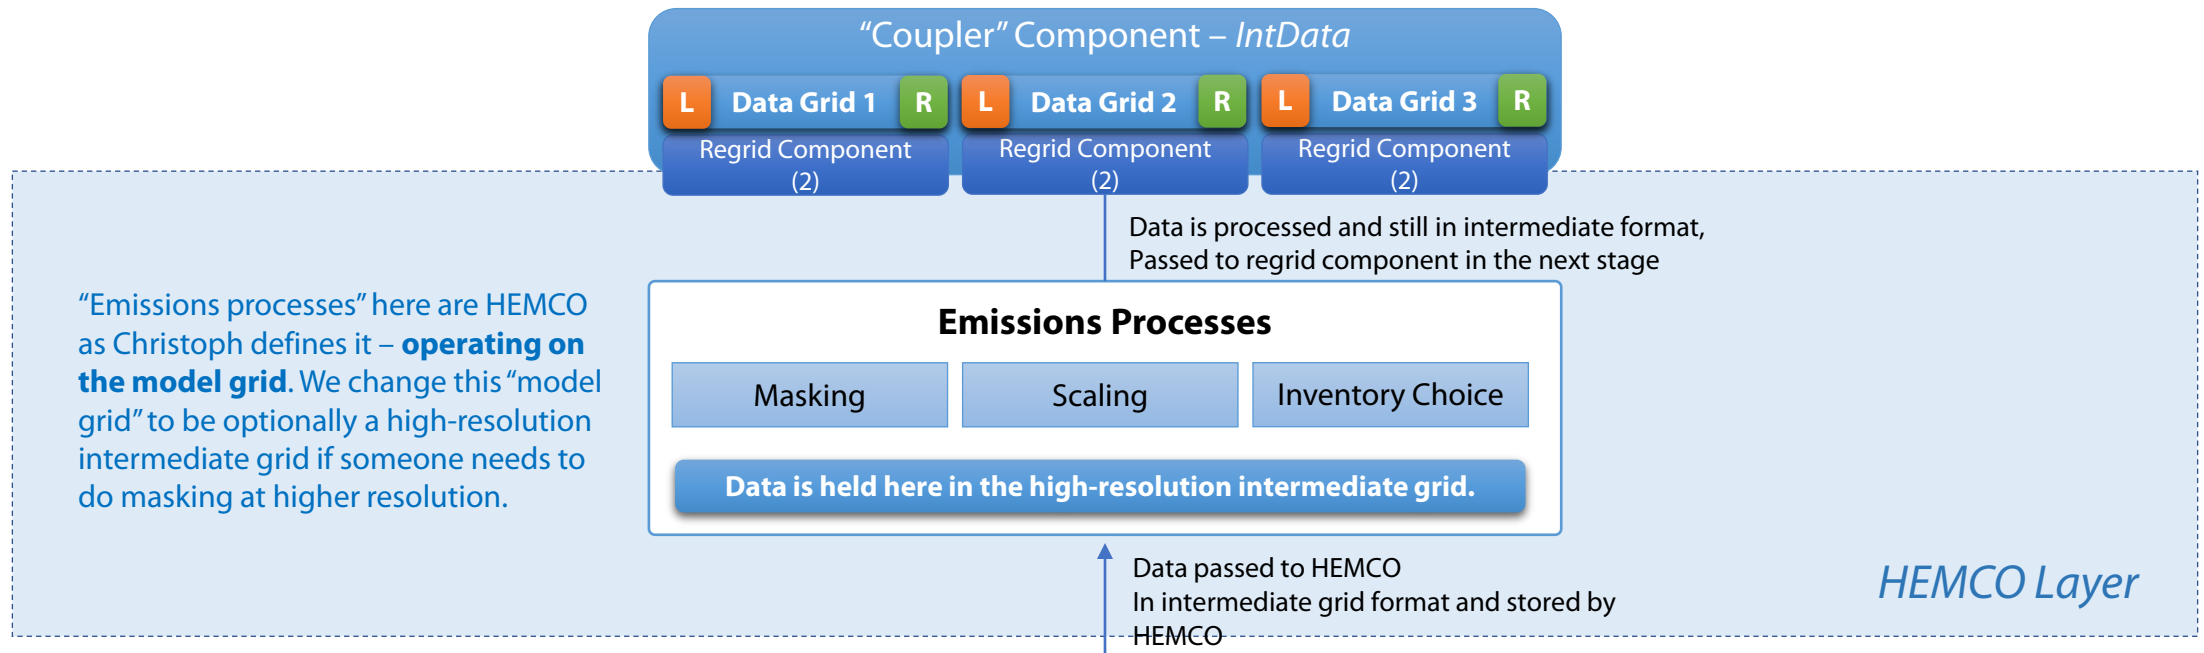 “Coupler” Component – IntData
L Data Grid 1 R L Data Grid 2 R L Data Grid 3 R
Regrid Component
(2)
Regrid Component
(2)
Regrid Component
(2)
Data is processed and still in intermediate format,
Passed to regrid component in the next stage
“Emissions processes” here are HEMCO
as Christoph defines it – operating on
the model grid. We change this “model
grid” to be optionally a high-resolution
intermediate grid if someone needs to
do masking at higher resolution.
Emissions Processes
Masking
Scaling
Inventory Choice
Data is held here in the high-resolution intermediate grid.
Data passed to HEMCO
In intermediate grid format and stored by
HEMCO
HEMCO Layer